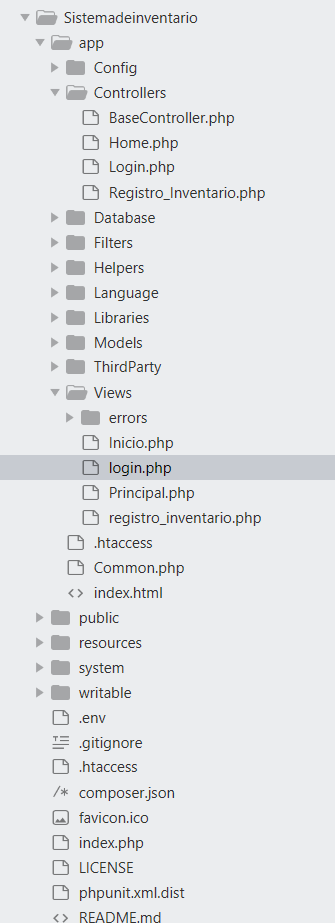 Sistemadeinventario
app
Config
Controllers
BaseController.php
Home.php
Login.php
Registro_Inventario.php
Database
Filters
Helpers
Language
Libraries
Models
ThirdParty
Views
errors
Inicio.php
login.php
Principal.php
registro_inventario.php
.htaccess
Common.php
<> index.html
public
resources
system
writable
.env
.gitignore
.htaccess
/* composer.json
favicon.ico
index.php
LICENSE
phpunit.xml.dist
README.md